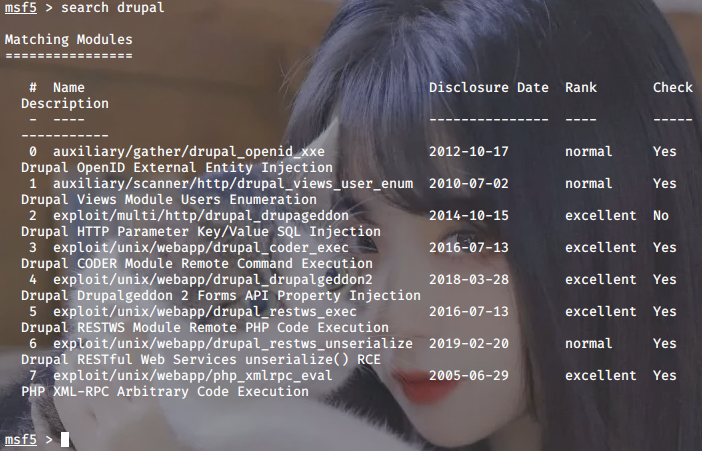 msf5 > search drupal
Matching Modules
================
# Name Disclosure Date Rank Check
Description
- ---- --------------- ---- -----
-----------
0 auxiliary/gather/drupal_openid_xxe 2012-10-17 normal Yes
Drupal OpenID External Entity Injection
1 auxiliary/scanner/http/drupal_views_user_enum 2010-07-02 normal Yes
Drupal Views Module Users Enumeration
2 exploit/multi/http/drupal_drupageddon 2014-10-15 excellent No
Drupal HTTP Parameter Key/Value SQL Injection
3 exploit/unix/webapp/drupal_coder_exec 2016-07-13 excellent Yes
Drupal CODER Module Remote Command Execution
4 exploit/unix/webapp/drupal_drupalgeddon2 2018-03-28 excellent Yes
Drupal Drupalgeddon 2 Forms API Property Injection
5 exploit/unix/webapp/drupal_restws_exec 2016-07-13 excellent Yes
Drupal RESTWS Module Remote PHP Code Execution
6 exploit/unix/webapp/drupal_restws_unserialize 2019-02-20 normal Yes
Drupal RESTful Web Services unserialize() RCE
7 exploit/unix/webapp/php_xmlrpc_eval 2005-06-29 excellent Yes
PHP XML-RPC Arbitrary Code Execution
msf5 >